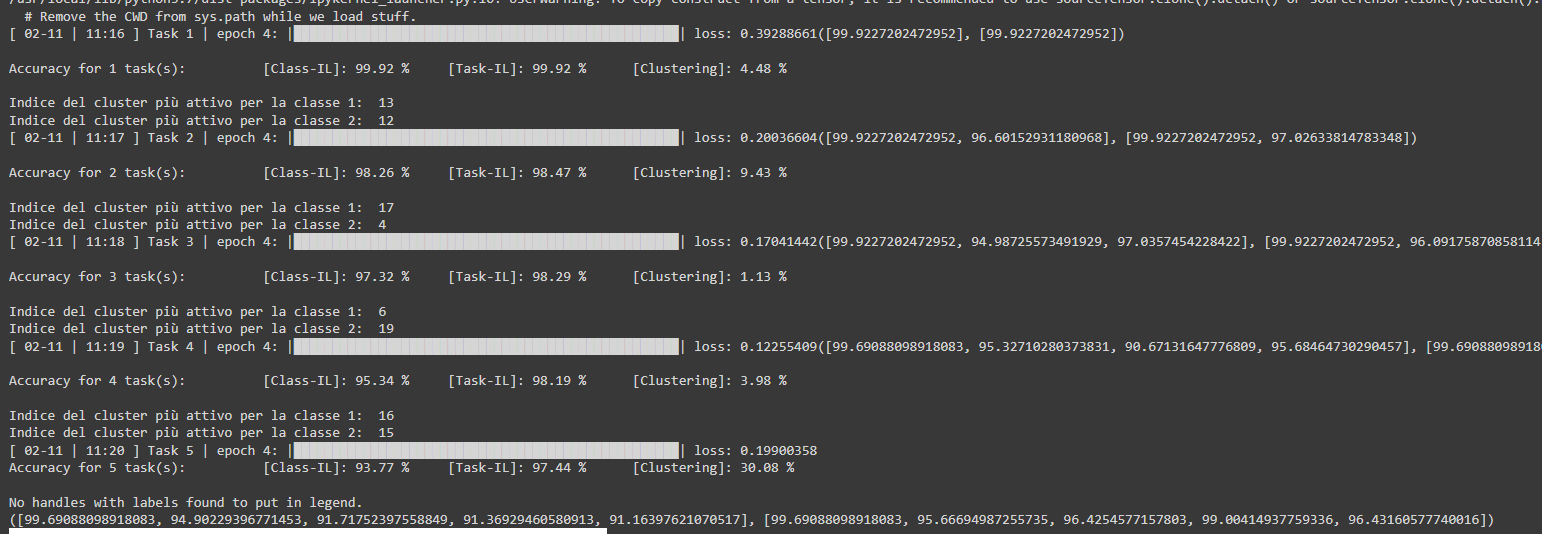 # Remove the CWD from sys.path while we load stuff.
[ 02-11 | 11:16 ] Task 1 | epoch 4: | | loss: 0.39288661([99.9227202472952], [99.9227202472952])
Accuracy for 1 task(s): [Class-IL]: 99.92 % [Task-IL]: 99.92 % [Clustering]: 4.48 %
Indice del cluster più attivo per la classe 1: 13
Indice del cluster più attivo per la classe 2: 12
[ 02-11 | 11:17 ] Task 2 | epoch 4: | | loss: 0.20036604([99.9227202472952, 96.60152931180968], [99.9227202472952, 97.02633814783348])
Accuracy for 2 task(s): [Class-IL]: 98.26 % [Task-IL]: 98.47 % [Clustering]: 9.43 %
Indice del cluster più attivo per la classe 1: 17
Indice del cluster più attivo per la classe 2: 4
[ 02-11 | 11:18 ] Task 3 | epoch 4: | | loss: 0.17041442([99.9227202472952, 94.98725573491929, 97.0357454228422], [99.9227202472952, 96.09175870858114
Accuracy for 3 task(s): [Class-IL]: 97.32 % [Task-IL]: 98.29 % [Clustering]: 1.13 %
Indice del cluster più attivo per la classe 1: 6
Indice del cluster più attivo per la classe 2: 19
[ 02-11 | 11:19 ] Task 4 | epoch 4: | | loss: 0.12255409([99.69088098918083, 95.32710280373831, 90.67131647776809, 95.68464730290457], [99.6908809891808
Accuracy for 4 task(s): [Class-IL]: 95.34 % [Task-IL]: 98.19 % [Clustering]: 3.98 %
Indice del cluster più attivo per la classe 1: 16
Indice del cluster più attivo per la classe 2: 15
[ 02-11 | 11:20 ] Task 5 | epoch 4: | | loss: 0.19900358
Accuracy for 5 task(s): [Class-IL]: 93.77 % [Task-IL]: 97.44 % [Clustering]: 30.08 %
No handles with labels found to put in legend.
([99.69088098918083, 94.90229396771453, 91.71752397558849, 91.36929460580913, 91.16397621070517], [99.69088098918083, 95.66694987255735, 96.4254577157803, 99.00414937759336, 96.43160577740016])